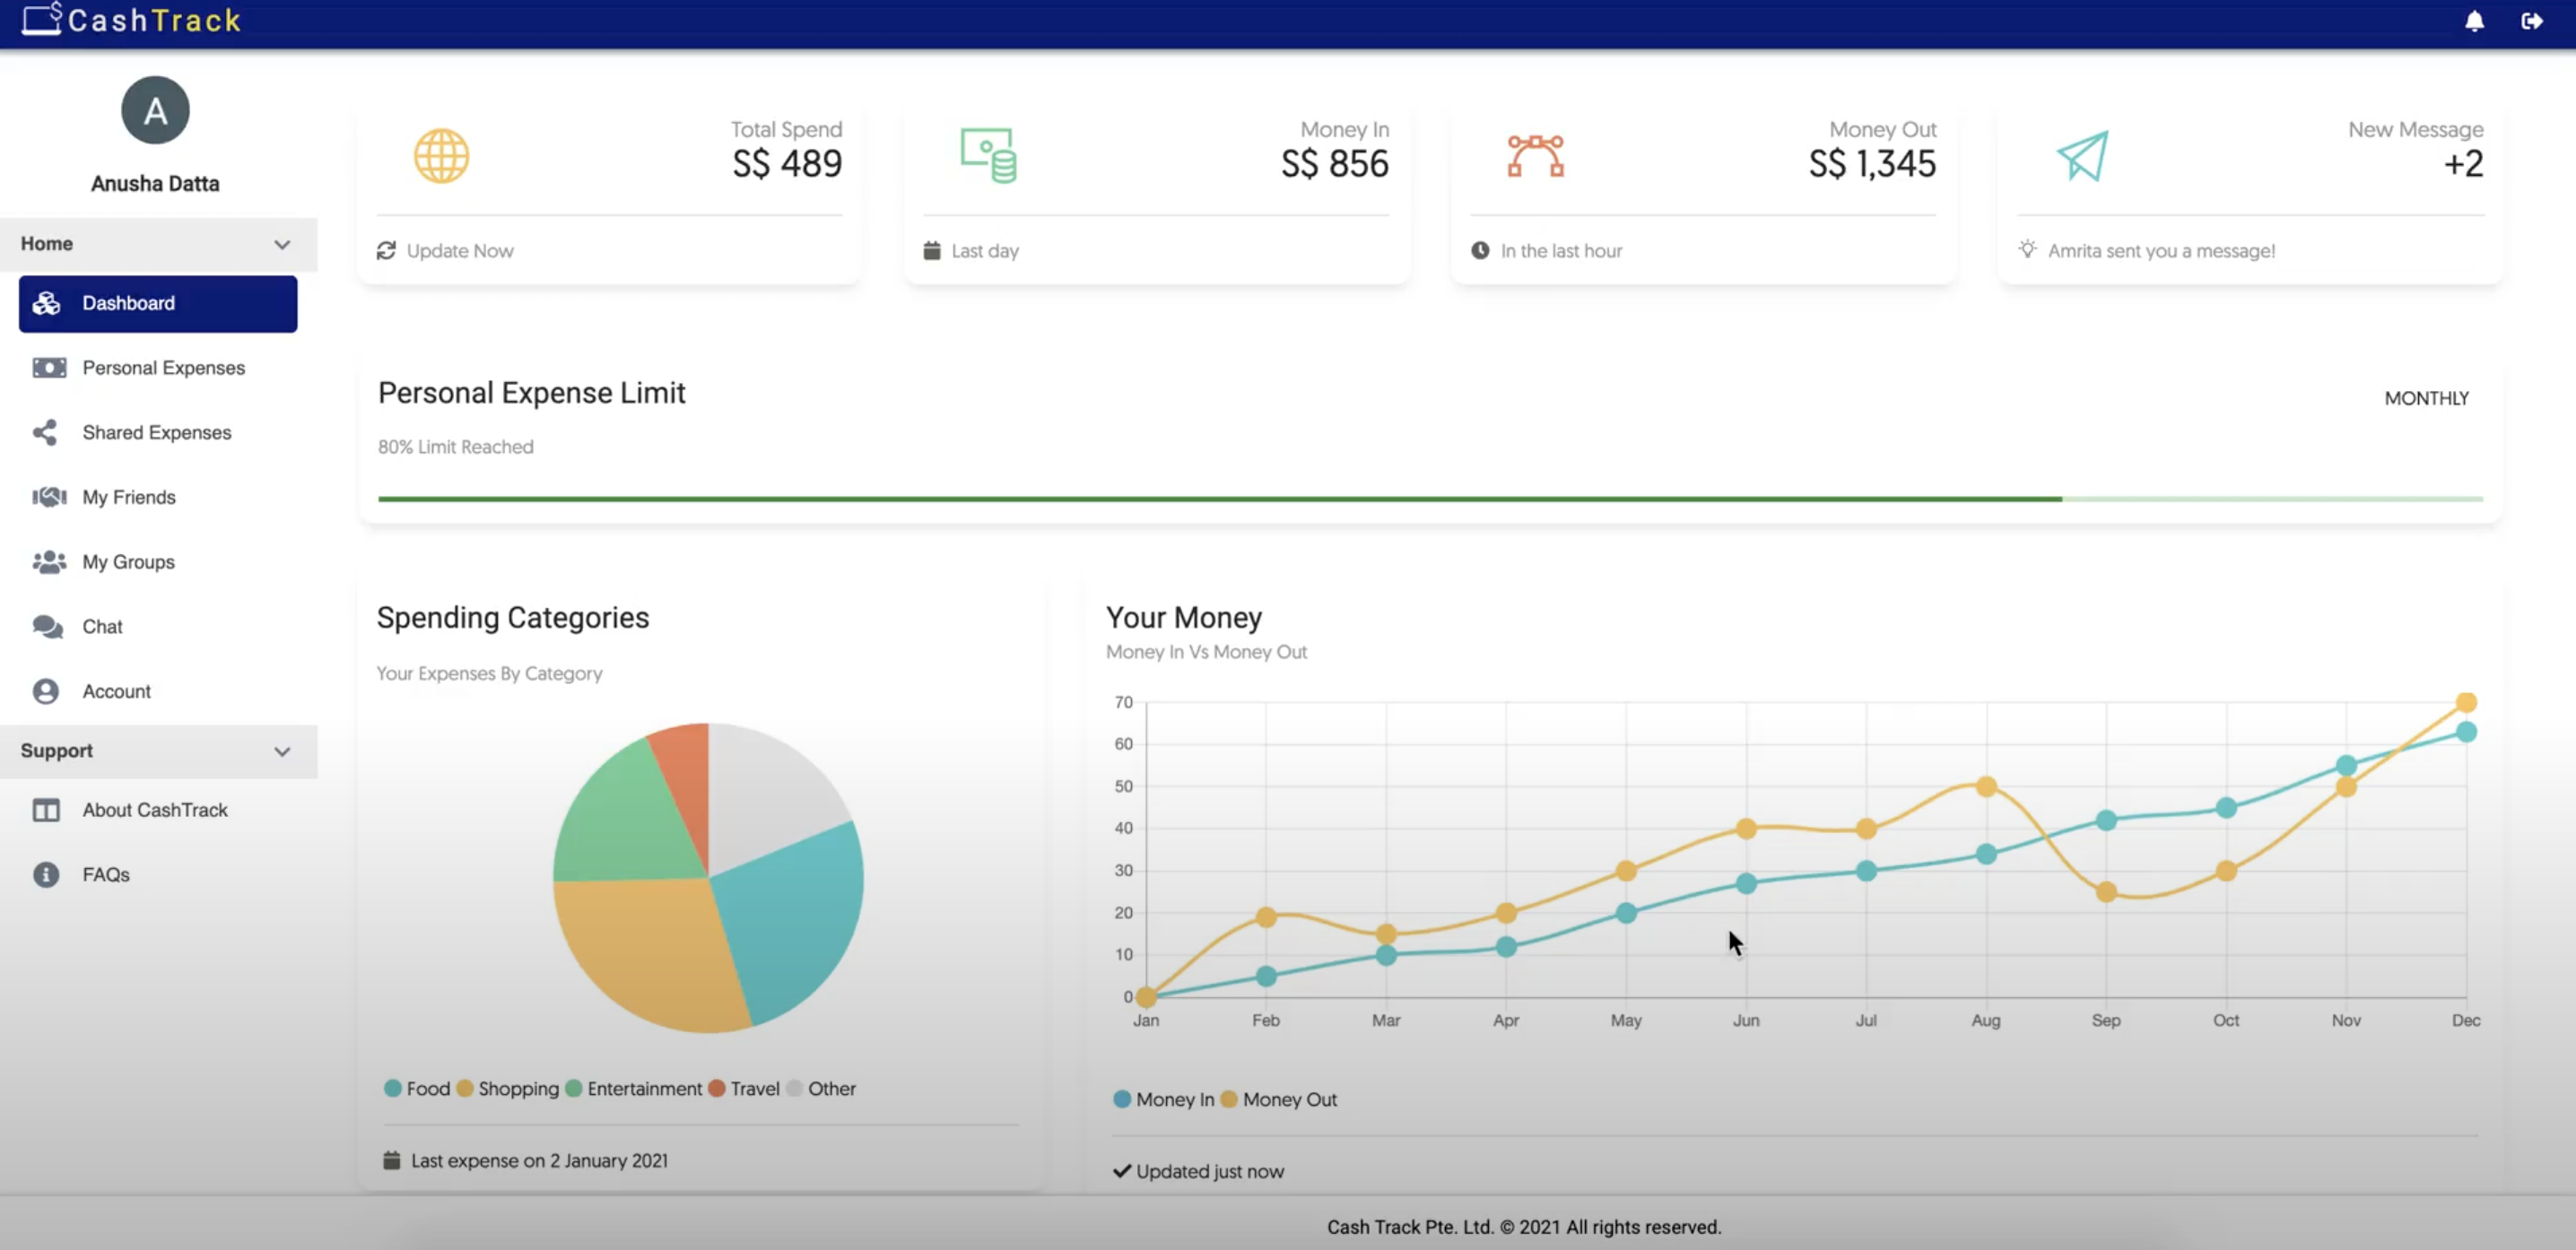 CashTrack
A
Anusha Datta
Home
Dashboard
Personal Expenses
Shared Expenses
My Friends
My Groups
Chat
Account
Support
About CashTrack
FAQs
Total Spend
S$ 489
Update Now
Money In
S$ 856
Last day
Money Out
S$ 1,345
In the last hour
New Message
+2
Amrita sent you a message!
Personal Expense Limit
MONTHLY
80% Limit Reached
Spending Categories
Your Expenses By Category
Food Shopping Entertainment Travel Other
Last expense on 2 January 2021
Your Money
Money In Vs Money Out
70
60
50
40
30
20
10
0
Jan Feb Mar Apr May Jun Jul Aug Sep Oct Nov Dec
Money In Money Out
Updated just now
Cash Track Pte. Ltd. © 2021 All rights reserved.